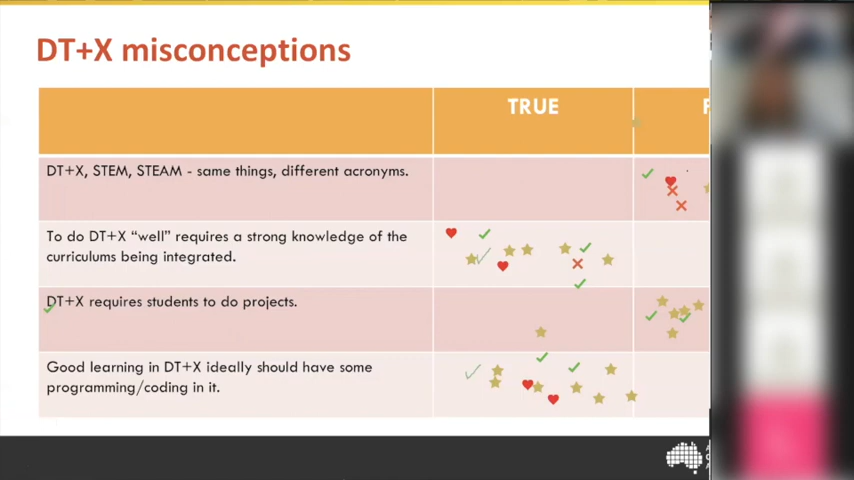 DT+X misconceptions
TRUE
DT+X, STEM, STEAM - same things, different acronyms.
To do DT+X “well” requires a strong knowledge of the
curriculums being integrated.
DT+X requires students to do projects.
Good learning in DT+X ideally should have some
programming/coding in it.